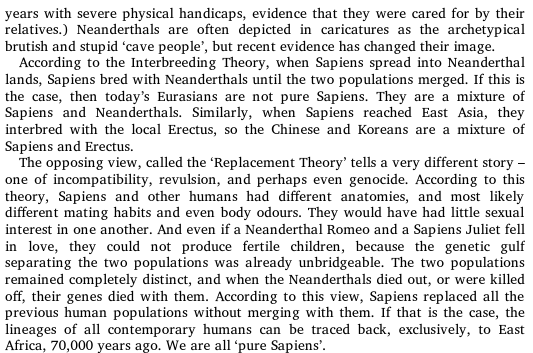 years with severe physical handicaps, evidence that they were cared for by their
relatives.) Neanderthals are often depicted in caricatures as the archetypical
brutish and stupid ‘cave people’, but recent evidence has changed their image.
According to the Interbreeding Theory, when Sapiens spread into Neanderthal
lands, Sapiens bred with Neanderthals until the two populations merged. If this is
the case, then today’s Eurasians are not pure Sapiens. They are a mixture of
Sapiens and Neanderthals. Similarly, when Sapiens reached East Asia, they
interbred with the local Erectus, so the Chinese and Koreans are a mixture of
Sapiens and Erectus.
The opposing view, called the ‘Replacement Theory’ tells a very different story –
one of incompatibility, revulsion, and perhaps even genocide. According to this
theory, Sapiens and other humans had different anatomies, and most likely
different mating habits and even body odours. They would have had little sexual
interest in one another. And even if a Neanderthal Romeo and a Sapiens Juliet fell
in love, they could not produce fertile children, because the genetic gulf
separating the two populations was already unbridgeable. The two populations
remained completely distinct, and when the Neanderthals died out, or were killed
off, their genes died with them. According to this view, Sapiens replaced all the
previous human populations without merging with them. If that is the case, the
lineages of all contemporary humans can be traced back, exclusively, to East
Africa, 70,000 years ago. We are all ‘pure Sapiens’.